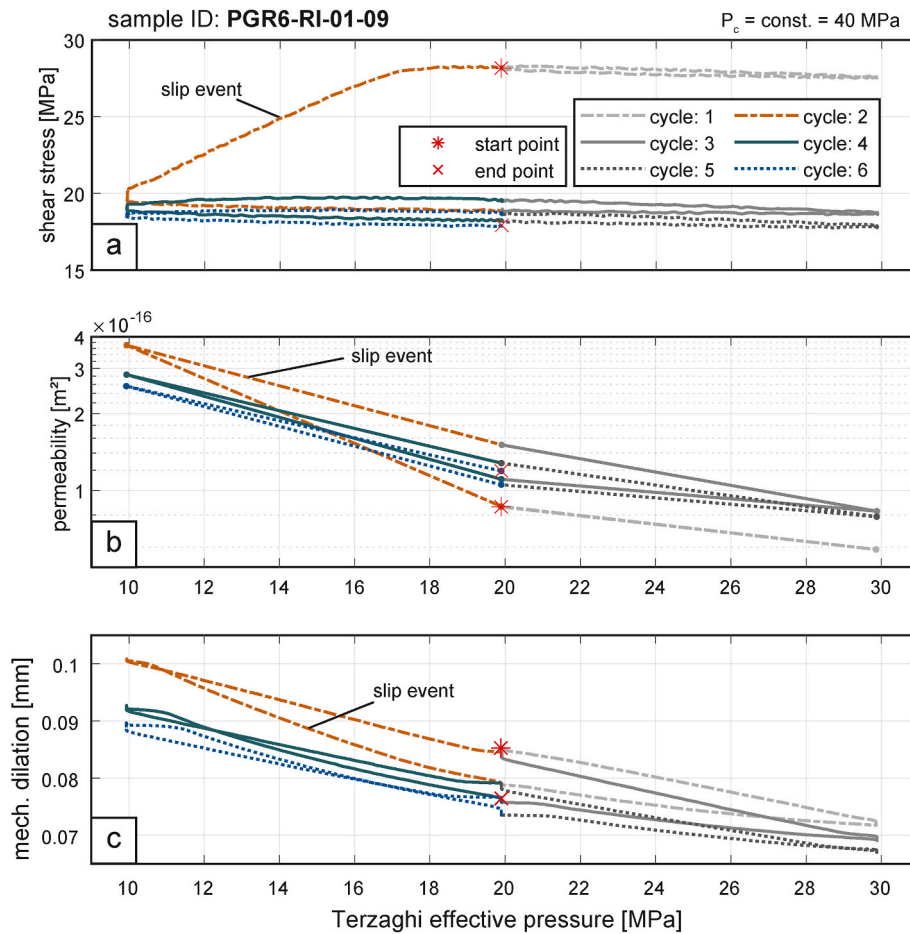 sample ID: PGR6-RI-01-09
P_c = const. = 40 MPa
30
25
20
15
shear stress [MPa]
slip event
start point
end point
cycle: 1
cycle: 2
cycle: 3
cycle: 4
cycle: 5
cycle: 6
a
× 10⁻¹⁶
4
3
2
1
permeability [m²]
slip event
b
10 12 14 16 18 20 22 24 26 28 30
0.1
0.09
0.08
0.07
mech. dilation [mm]
slip event
c
10 12 14 16 18 20 22 24 26 28 30
Terzaghi effective pressure [MPa]